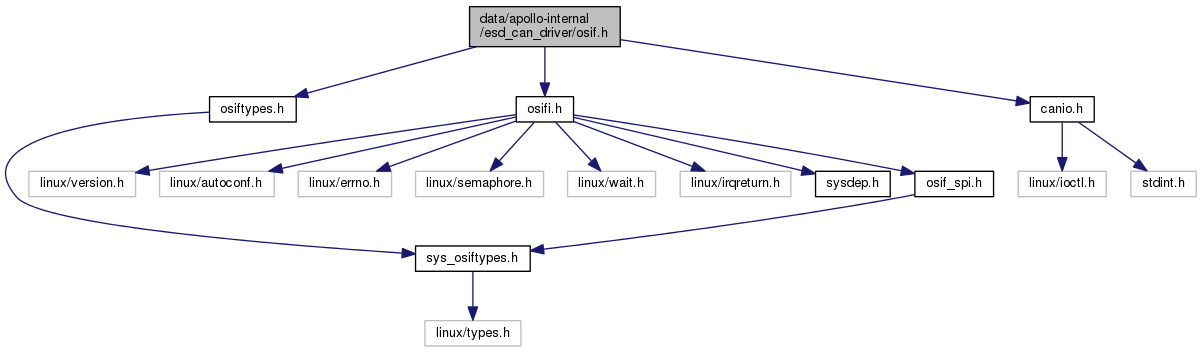 data/apollo-internal
/esd_can_driver/osif.h
osiftypes.h
osifi.h
canio.h
linux/version.h
linux/autoconf.h
linux/errno.h
linux/semaphore.h
linux/wait.h
linux/irqreturn.h
sysdep.h
osif_spi.h
linux/ioctl.h
stdint.h
sys_osiftypes.h
linux/types.h